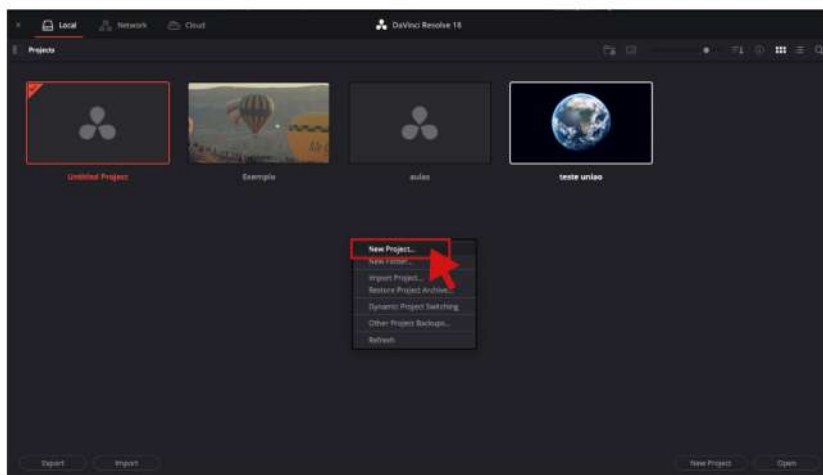 Local Network Cloud DaVinci Resolve 18
Projects
Untitled Project Exemplo aulas teste uniao
New Project...
New Folder...
Import Project...
Restore Project Archive...
Dynamic Project Switching
Other Project Backups...
Refresh
Export Import New Project Open